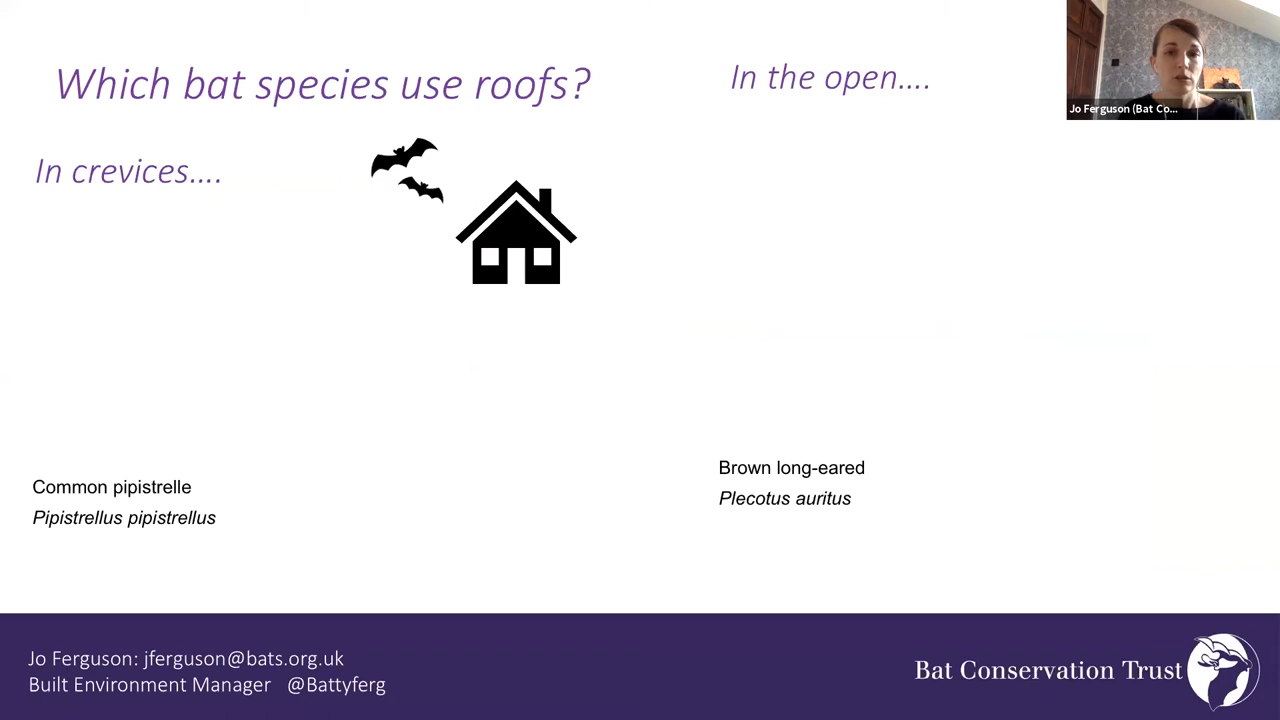 Which bat species use roofs?
In the open....
Jo Ferguson (Bat Co...
In crevices....
Common pipistrelle
Pipistrellus pipistrellus
Brown long-eared
Plecotus auritus
Jo Ferguson: jferguson@bats.org.uk
Built Environment Manager @Battyferg
Bat Conservation Trust